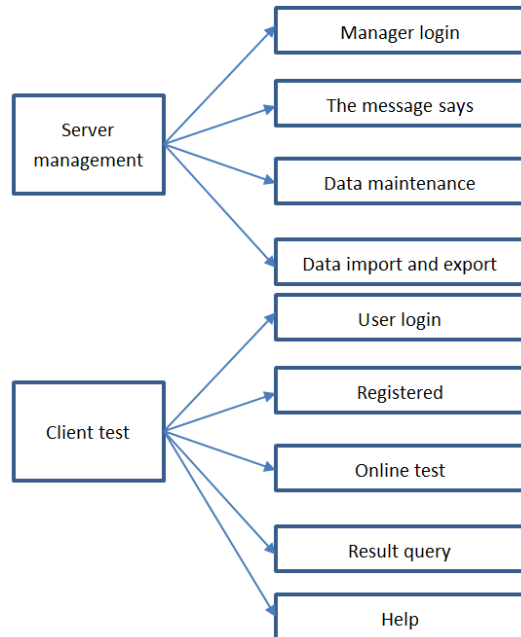 Manager login
The message says
Server
management
Data maintenance
Data import and export
User login
Registered
Client test
Online test
Result query
Help